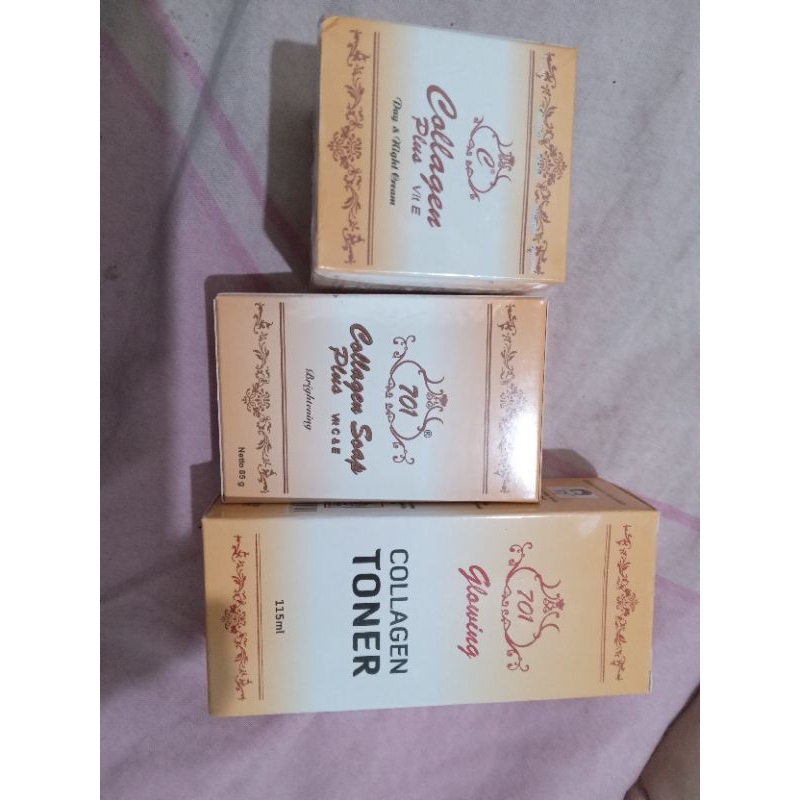 C
Collagen
Plus Vit E
Day & Night Cream
701®
Collagen Soap
Plus Vit C & E
Brightening
Netto 85 g
701
Glowing
COLLAGEN
TONER
115ml